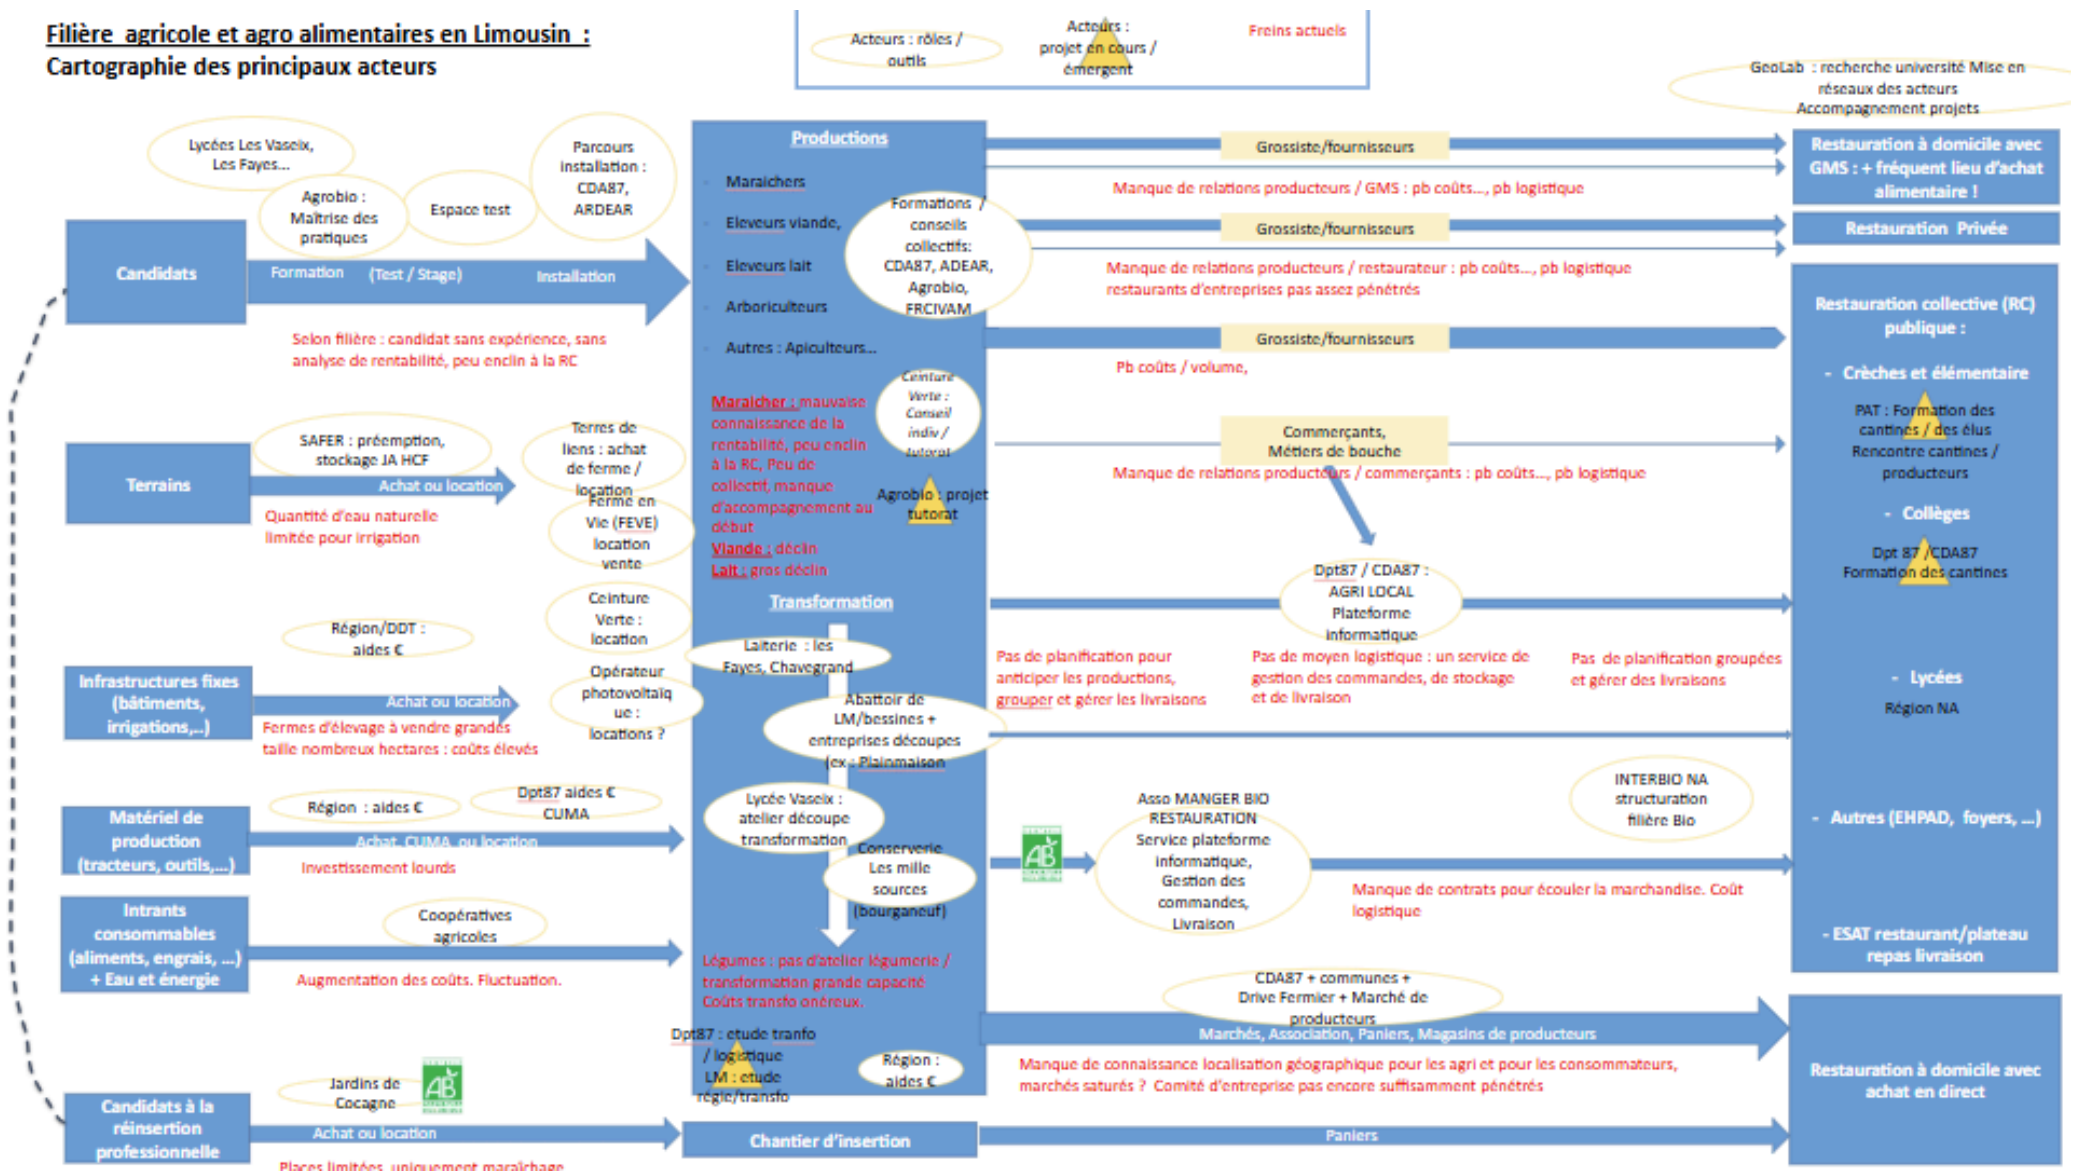 Filière agricole et agro alimentaires en Limousin :
Cartographie des principaux acteurs
Acteurs : rôles /
outils
Acteurs :
projet en cours /
émergent
Freins actuels
GeoLab : recherche université Mise en
réseaux des acteurs
Accompagnement projets
Lycées Les Vaseix,
Les Fayes...
Agrobio :
Maîtrise des
pratiques
Espace test
Parcours
installation :
CDA87,
ARDEAR
Candidats
Formation
(Test / Stage)
Installation
Selon filière : candidat sans expérience, sans
analyse de rentabilité, peu enclin à la RC
Terrains
SAFER : préemption,
stockage JA HCF
Achat ou location
Quantité d'eau naturelle
limitée pour irrigation
Terres de
liens : achat
de ferme /
location
Ferme en
Vie (FEVE)
location
vente
Ceinture
Verte :
location
Opérateur
photovoltaïq
ue :
locations ?
Région/DDT :
aides €
Infrastructures fixes
(bâtiments,
irrigations,..)
Achat ou location
Fermes d'élevage à vendre grandes
taille nombreux hectares : coûts élevés
Matériel de
production
(tracteurs, outils,...)
Région : aides €
Dpt87 aides €
CUMA
Achat, CUMA ou location
Investissement lourds
Intrants
consommables
(aliments, engrais, ...)
+ Eau et énergie
Coopératives
agricoles
Augmentation des coûts. Fluctuation.
Candidats à la
réinsertion
professionnelle
Jardins de
Cocagne
AB
Achat ou location
Places limitées, uniquement maraîchage
Productions
- Maraichers
- Eleveurs viande,
- Eleveurs lait
- Arboriculteurs
- Autres : Apiculteurs...
Formations /
conseils
collectifs:
CDA87, ADEAR,
Agrobio,
FRCIVAM
Ceinture
Verte :
Conseil
indiv /
tutorat
Agrobio : projet
tutorat
Maraicher : mauvaise
connaissance de la
rentabilité, peu enclin
à la RC, Peu de
collectif, manque
d'accompagnement au
début
Viande : déclin
Lait : gros déclin
Transformation
Laiterie : les
Fayes, Chavegrand
Abattoir de
LM/bessines +
entreprises découpes
(ex : Plainmaison
Lycée Vaseix :
atelier découpe
transformation
Conserverie
Les mille
sources
(bourganeuf)
Légumes : pas d'atelier légumerie /
transformation grande capacité
Coûts transfo onéreux.
Dpt87 : etude tranfo
/ logistique
LM : etude
régie/transfo
Région :
aides €
Chantier d'insertion
Grossiste/fournisseurs
Manque de relations producteurs / GMS : pb coûts..., pb logistique
Grossiste/fournisseurs
Manque de relations producteurs / restaurateur : pb coûts..., pb logistique
restaurants d'entreprises pas assez pénétrés
Grossiste/fournisseurs
Pb coûts / volume,
Commerçants,
Métiers de bouche
Manque de relations producteurs / commerçants : pb coûts..., pb logistique
Dpt87 / CDA87 :
AGRI LOCAL
Plateforme
informatique
Pas de planification pour
anticiper les productions,
grouper et gérer les livraisons
Pas de moyen logistique : un service de
gestion des commandes, de stockage
et de livraison
Pas de planification groupées
et gérer des livraisons
AB
Asso MANGER BIO
RESTAURATION
Service plateforme
informatique,
Gestion des
commandes,
Livraison
INTERBIO NA
structuration
filière Bio
Manque de contrats pour écouler la marchandise. Coût
logistique
CDA87 + communes +
Drive Fermier + Marché de
producteurs
Marchés, Association, Paniers, Magasins de producteurs
Manque de connaissance localisation géographique pour les agri et pour les consommateurs,
marchés saturés ? Comité d'entreprise pas encore suffisamment pénétrés
Paniers
Restauration à domicile avec
GMS : + fréquent lieu d'achat
alimentaire !
Restauration Privée
Restauration collective (RC)
publique :
- Crèches et élémentaire
PAT : Formation des
cantines / des élus
Rencontre cantines /
producteurs
- Collèges
Dpt 87 /CDA87
Formation des cantines
- Lycées
Région NA
- Autres (EHPAD, foyers, ...)
- ESAT restaurant/plateau
repas livraison
Restauration à domicile avec
achat en direct